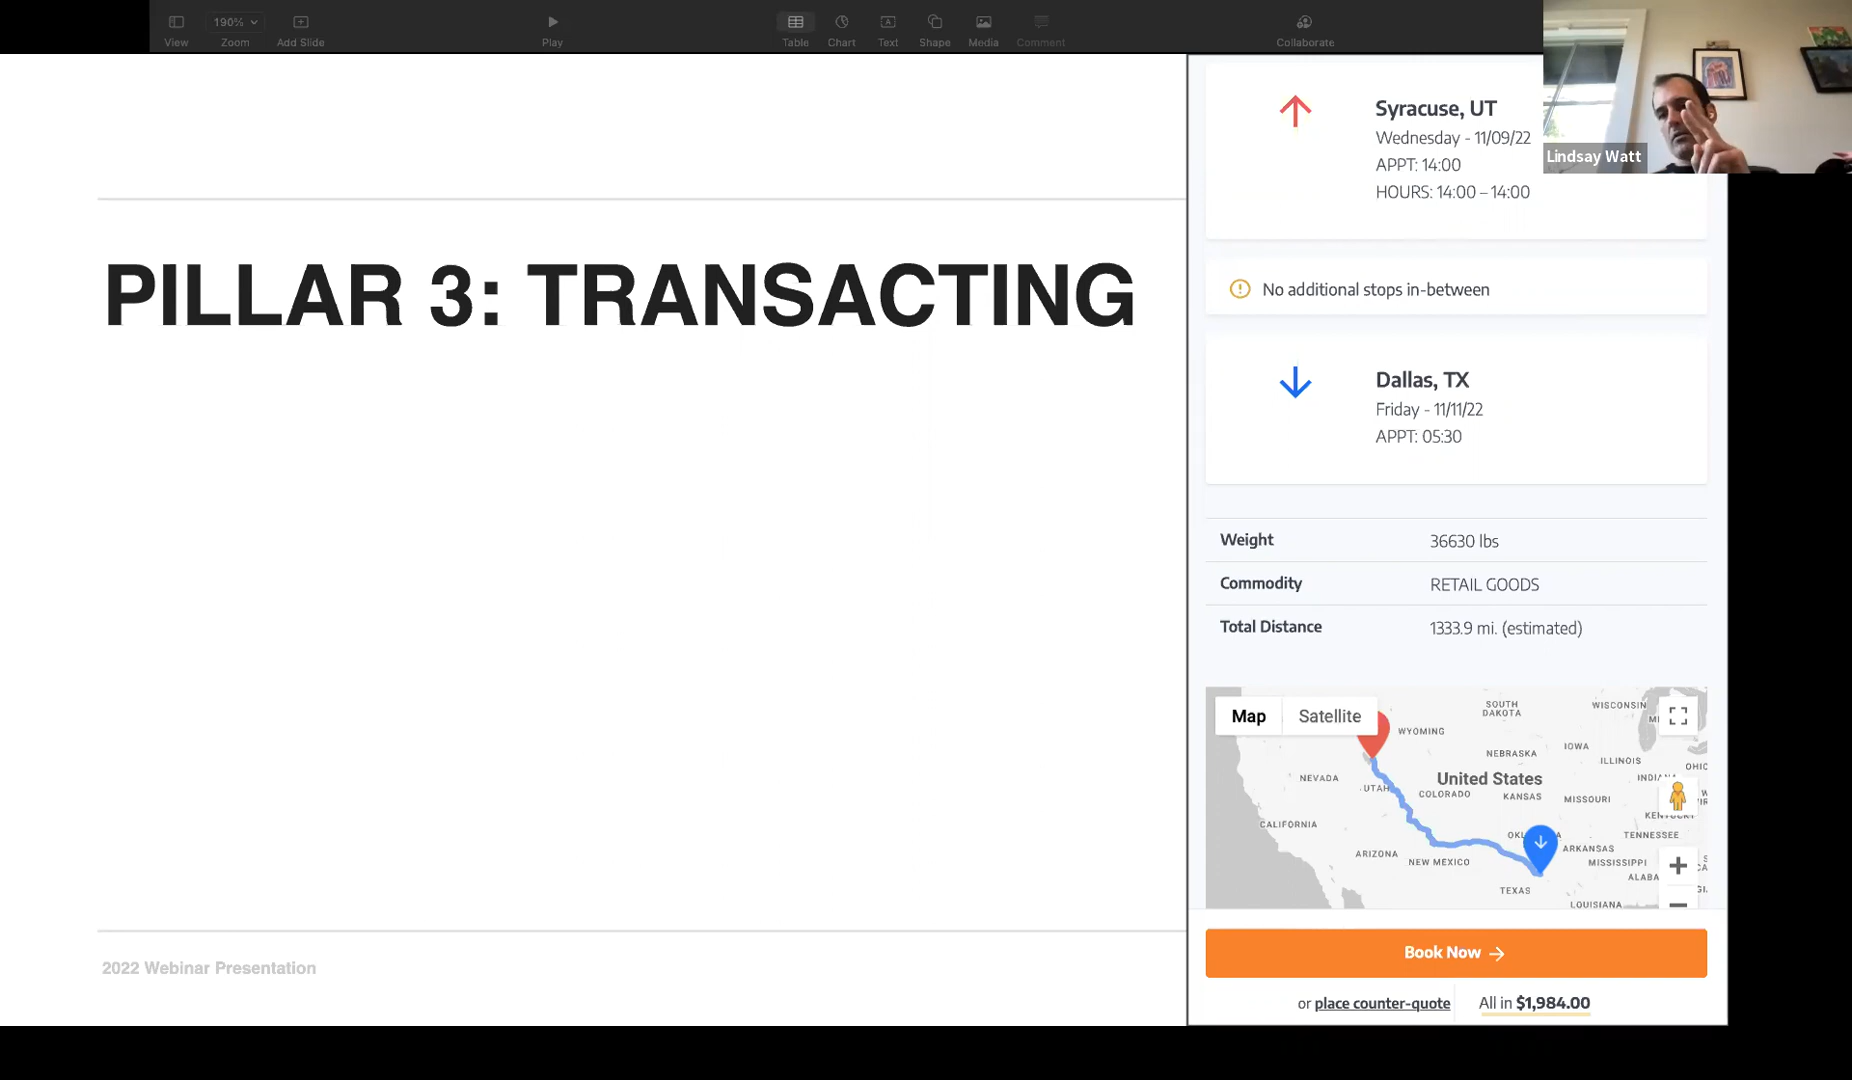 190%
View
Zoom
Add Slide
Play
Table
Chart
Text
Shape
Media
Comment
Collaborate
Lindsay Watt
PILLAR 3: TRANSACTING
2022 Webinar Presentation
Syracuse, UT
Wednesday - 11/09/22
APPT: 14:00
HOURS: 14:00 – 14:00
No additional stops in-between
Dallas, TX
Friday - 11/11/22
APPT: 05:30
Weight 36630 lbs
Commodity RETAIL GOODS
Total Distance 1333.9 mi. (estimated)
Map Satellite
SOUTH
DAKOTA
WISCONSIN
WYOMING
NEBRASKA
IOWA
ILLINOIS
United States
NEVADA
UTAH
COLORADO
KANSAS
MISSOURI
CALIFORNIA
TENNESSEE
ARIZONA
NEW MEXICO
ARKANSAS
MISSISSIPPI
TEXAS
LOUISIANA
Book Now →
or place counter-quote All in $1,984.00